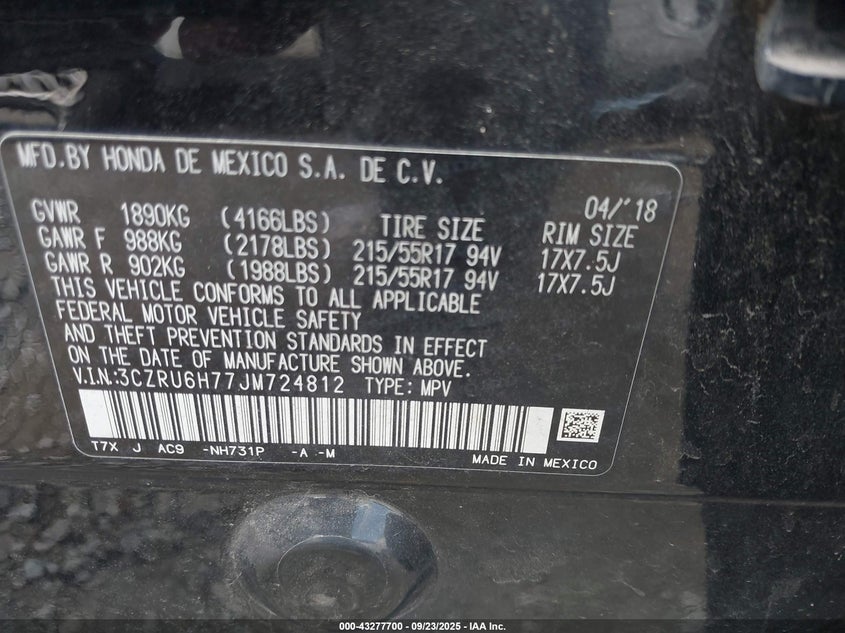 MFD.BY HONDA DE MEXICO S.A. DE C.V.
04/'18
GVWR 1890KG (4166LBS) TIRE SIZE RIM SIZE
GAWR F 988KG (2178LBS) 215/55R17 94V 17X7.5J
GAWR R 902KG (1988LBS) 215/55R17 94V 17X7.5J
THIS VEHICLE CONFORMS TO ALL APPLICABLE
FEDERAL MOTOR VEHICLE SAFETY
AND THEFT PREVENTION STANDARDS IN EFFECT
ON THE DATE OF MANUFACTURE SHOWN ABOVE.
V.I.N:3CZRU6H77JM724812 TYPE: MPV
T7X J AC9 -NH731P -A -M
MADE IN MEXICO
000-43277700 - 09/23/2025 - IAA Inc.